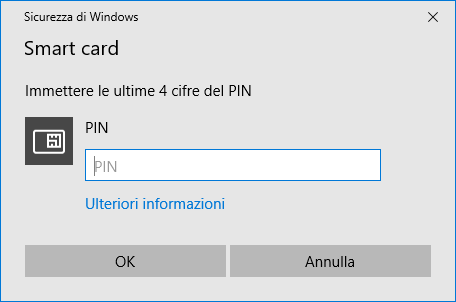 Sicurezza di Windows
Smart card
Immettere le ultime 4 cifre del PIN
PIN
PIN
Ulteriori informazioni
OK
Annulla